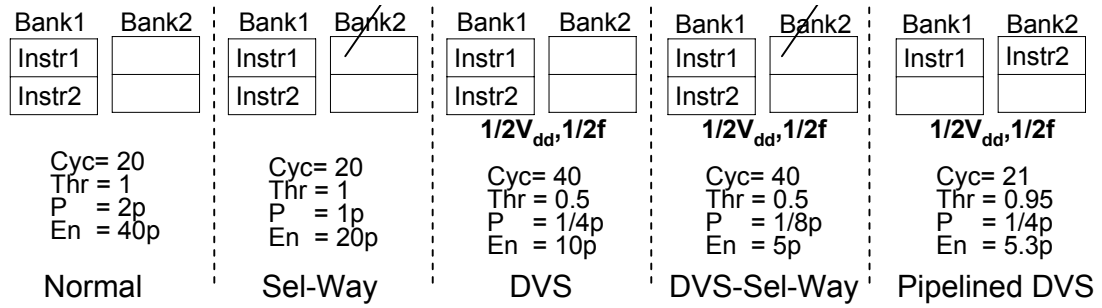 Bank1 Bank2
Instr1
Instr2
Cyc= 20
Thr = 1
P = 2p
En = 40p
Normal
Bank1 Bank2
Instr1
Instr2
Cyc= 20
Thr = 1
P = 1p
En = 20p
Sel-Way
Bank1 Bank2
Instr1
Instr2
1/2Vdd,1/2f
Cyc= 40
Thr = 0.5
P = 1/4p
En = 10p
DVS
Bank1 Bank2
Instr1
Instr2
1/2Vdd,1/2f
Cyc= 40
Thr = 0.5
P = 1/8p
En = 5p
DVS-Sel-Way
Bank1 Bank2
Instr1 Instr2
1/2Vdd,1/2f
Cyc= 21
Thr = 0.95
P = 1/4p
En = 5.3p
Pipelined DVS